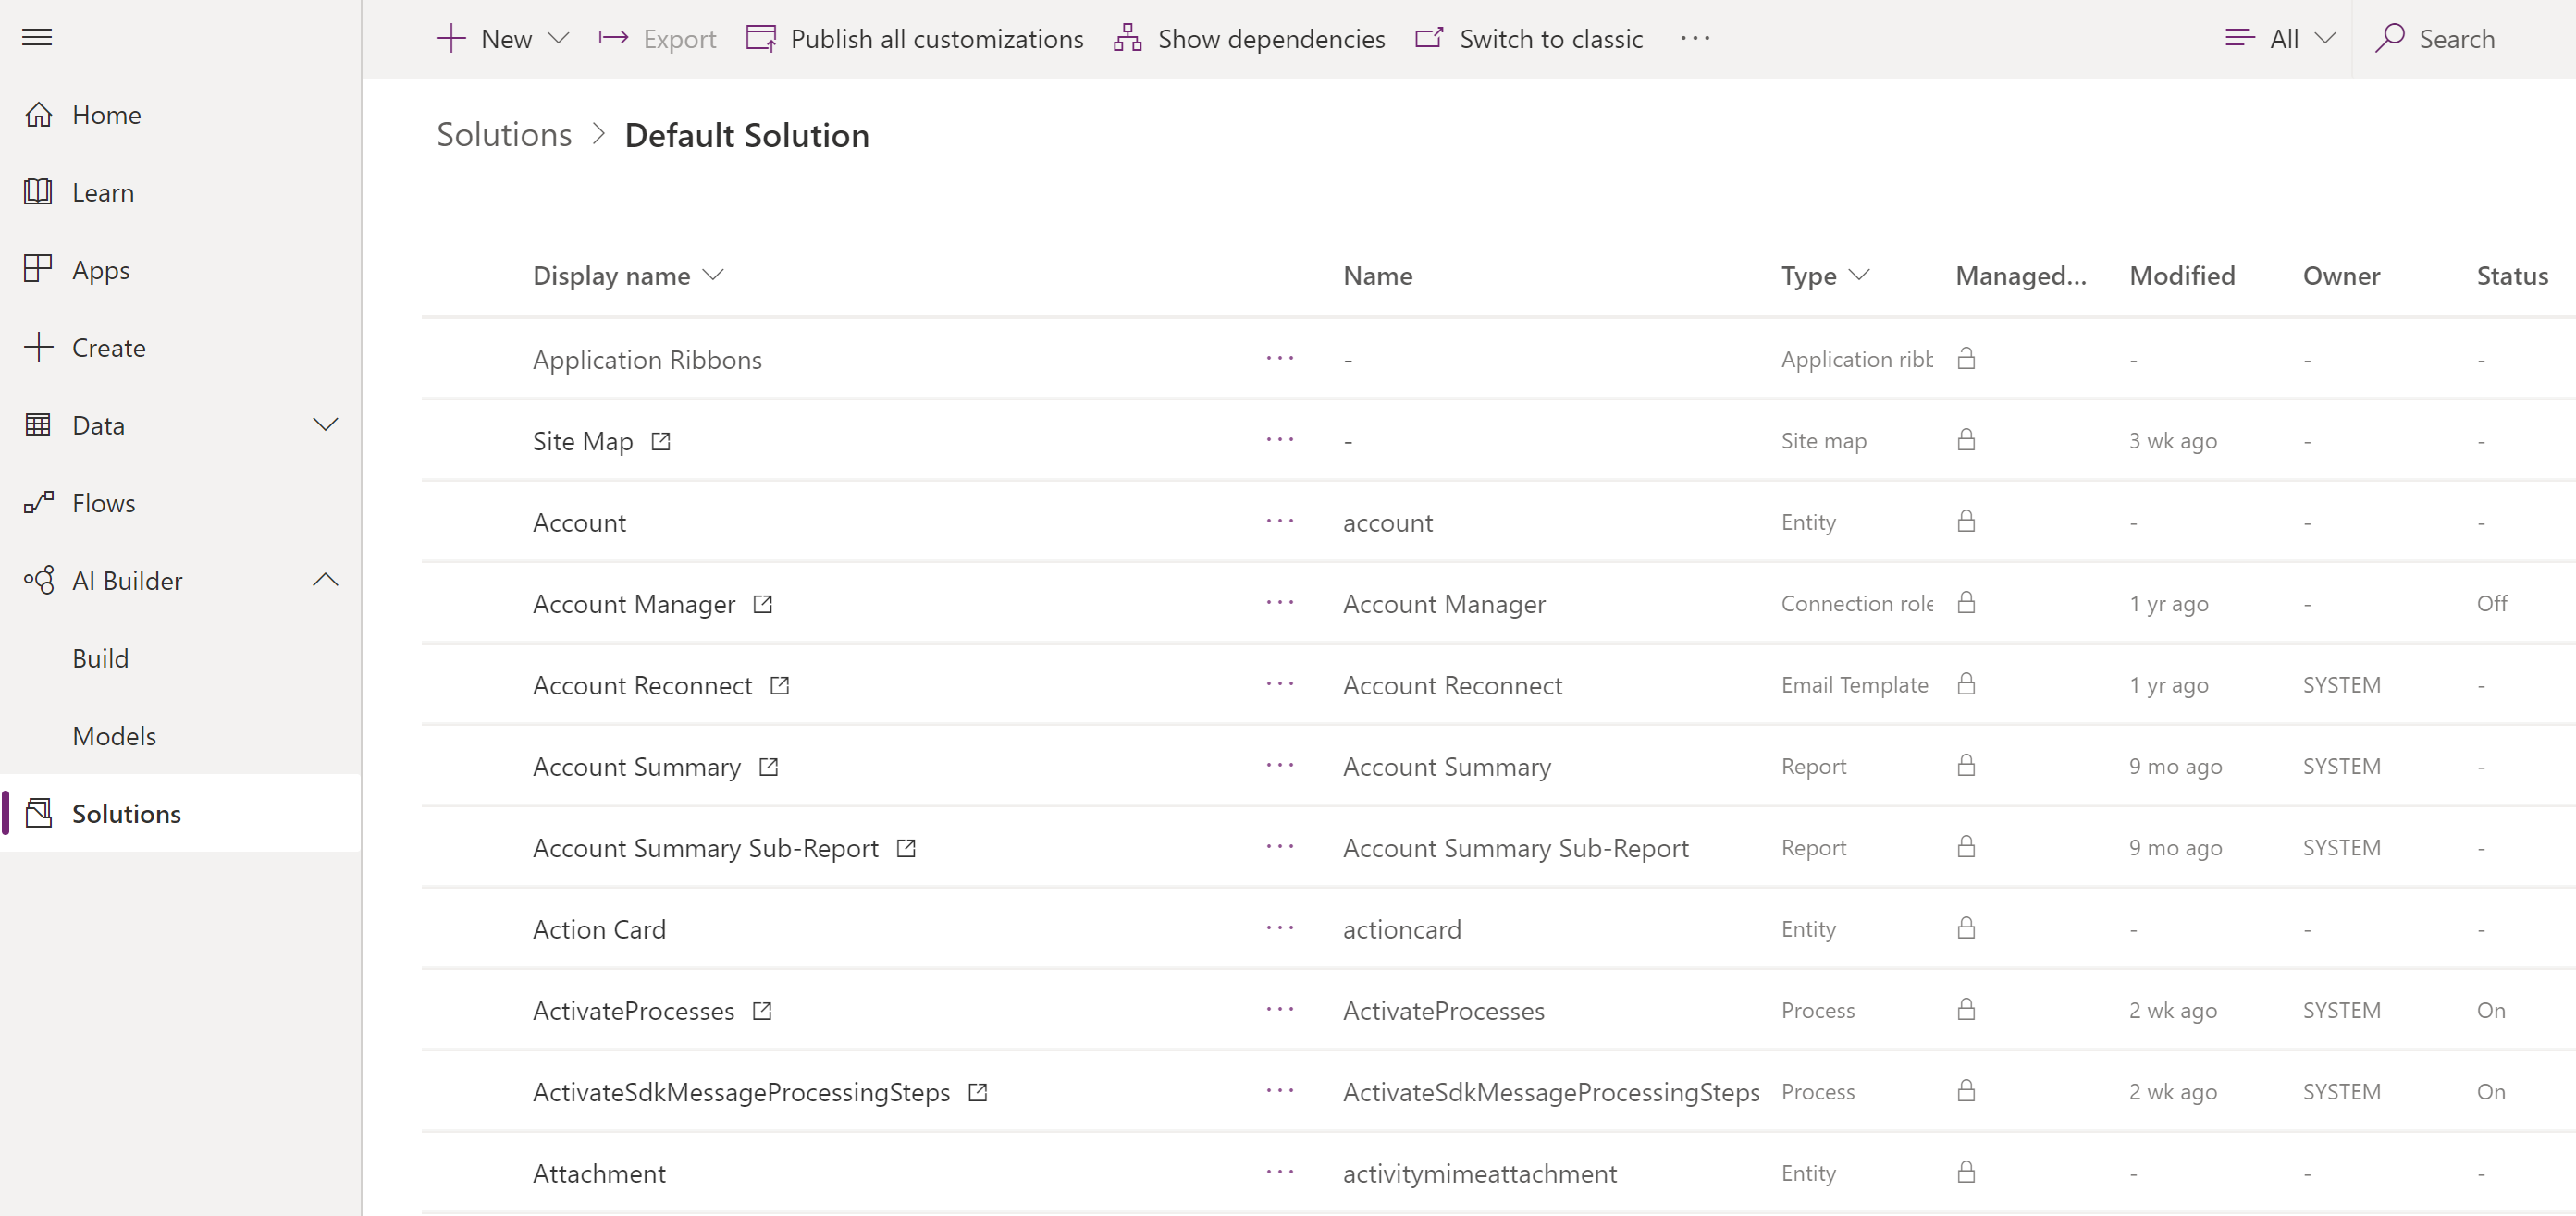 New Export Publish all customizations Show dependencies Switch to classic ··· All Search
Home
Learn
Apps
Create
Data
Flows
AI Builder
Build
Models
Solutions
Solutions > Default Solution
Display name Name Type Managed... Modified Owner Status
Application Ribbons ··· - Application ribb - - -
Site Map ··· - Site map 3 wk ago - -
Account ··· account Entity - - -
Account Manager ··· Account Manager Connection role 1 yr ago - Off
Account Reconnect ··· Account Reconnect Email Template 1 yr ago SYSTEM -
Account Summary ··· Account Summary Report 9 mo ago SYSTEM -
Account Summary Sub-Report ··· Account Summary Sub-Report Report 9 mo ago SYSTEM -
Action Card ··· actioncard Entity - - -
ActivateProcesses ··· ActivateProcesses Process 2 wk ago SYSTEM On
ActivateSdkMessageProcessingSteps ··· ActivateSdkMessageProcessingSteps Process 2 wk ago SYSTEM On
Attachment ··· activitymimeattachment Entity - - -